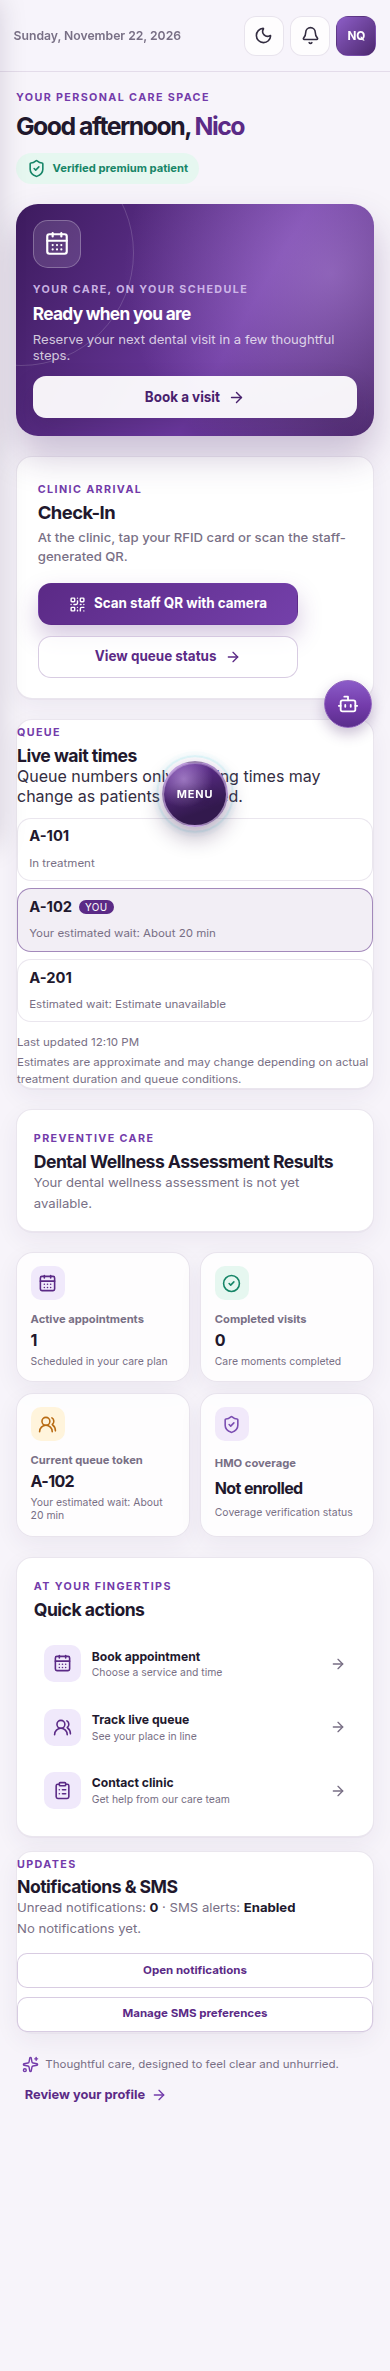 Sunday, November 22, 2026
NQ
YOUR PERSONAL CARE SPACE
Good afternoon, Nico
Verified premium patient
YOUR CARE, ON YOUR SCHEDULE
Ready when you are
Reserve your next dental visit in a few thoughtful
steps.
Book a visit
CLINIC ARRIVAL
Check-In
At the clinic, tap your RFID card or scan the staff-
generated QR.
Scan staff QR with camera
View queue status
QUEUE
Live wait times
Queue numbers times may
change as patients
MENU
A-101
In treatment
A-102 YOU
Your estimated wait: About 20 min
A-201
Estimated wait: Estimate unavailable
Last updated 12:10 PM
Estimates are approximate and may change depending on actual
treatment duration and queue conditions.
PREVENTIVE CARE
Dental Wellness Assessment Results
Your dental wellness assessment is not yet
available.
Active appointments
1
Scheduled in your care plan
Completed visits
0
Care moments completed
Current queue token
A-102
Your estimated wait: About
20 min
HMO coverage
Not enrolled
Coverage verification status
AT YOUR FINGERTIPS
Quick actions
Book appointment
Choose a service and time
Track live queue
See your place in line
Contact clinic
Get help from our care team
UPDATES
Notifications & SMS
Unread notifications: 0 · SMS alerts: Enabled
No notifications yet.
Open notifications
Manage SMS preferences
Thoughtful care, designed to feel clear and unhurried.
Review your profile